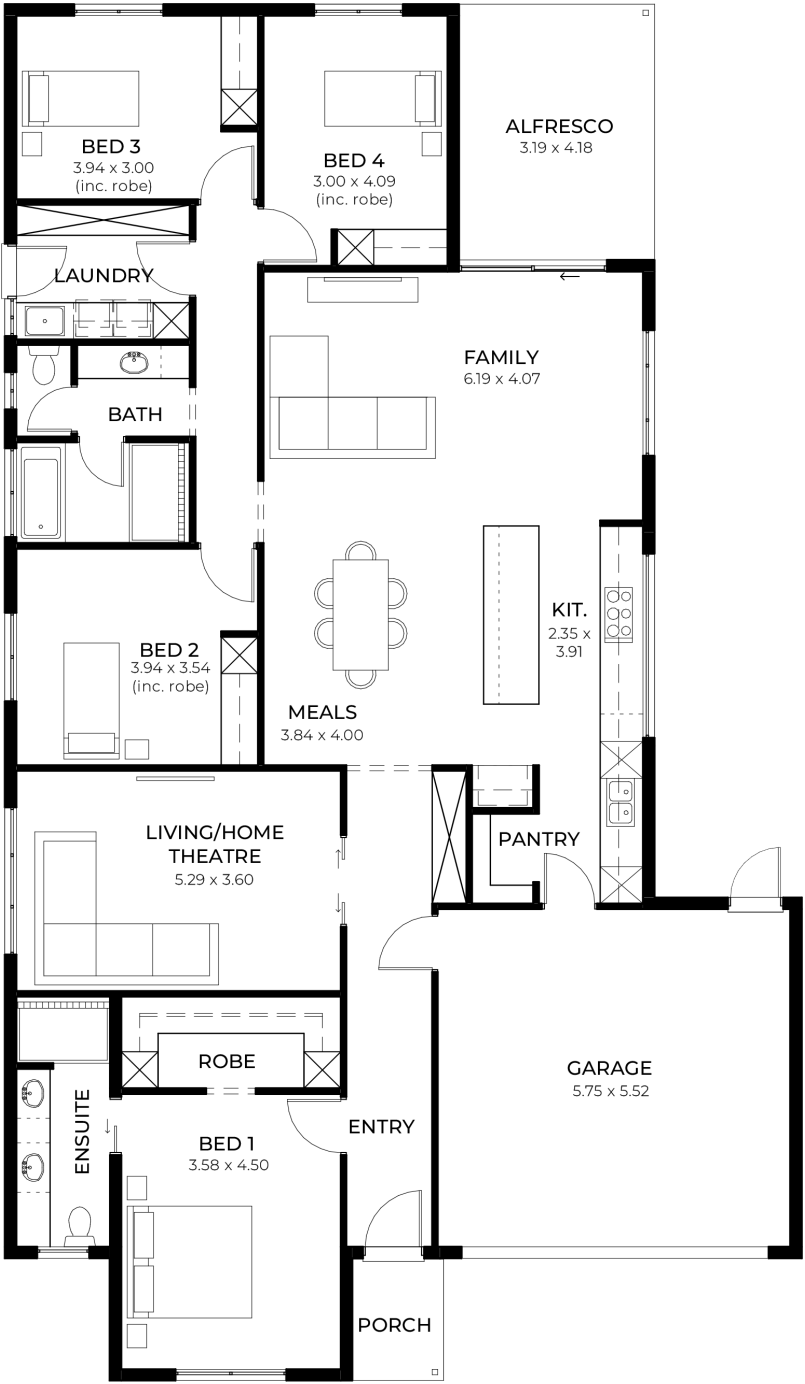 BED 3
3.94 x 3.00
(inc. robe)
BED 4
3.00 x 4.09
(inc. robe)
ALFRESCO
3.19 x 4.18
LAUNDRY
FAMILY
6.19 x 4.07
BATH
KIT.
2.35 x
3.91
BED 2
3.94 x 3.54
(inc. robe)
MEALS
3.84 x 4.00
LIVING/HOME
THEATRE
5.29 x 3.60
PANTRY
ROBE
GARAGE
5.75 x 5.52
ENSUITE
BED 1
3.58 x 4.50
ENTRY
PORCH